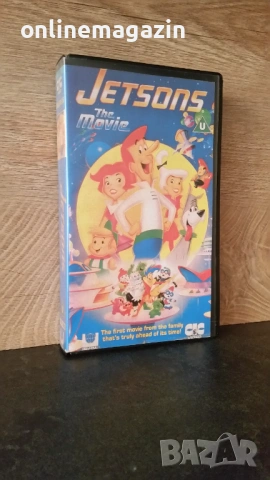 onlinemagazin
JETSONS
The
Movie
U
The first movie from the family
that's truly ahead of its time!
CIC
BAZAR